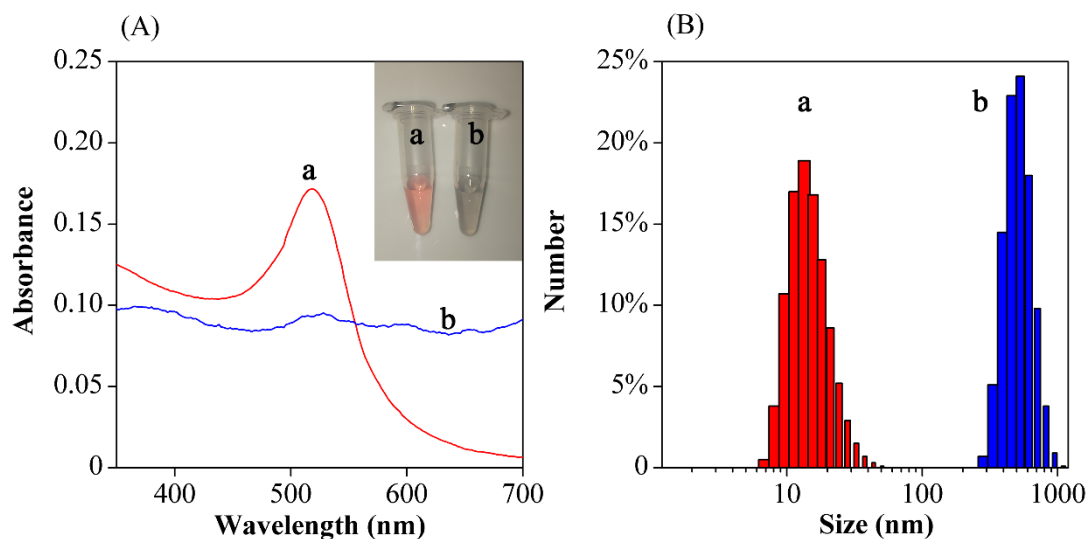 (A)
0.25
0.20
0.15
0.10
0.05
0
Absorbance
400
500
600
700
Wavelength (nm)
a
b
a
b
(B)
25%
20%
15%
10%
5%
0
Number
10
100
1000
Size (nm)
a
b